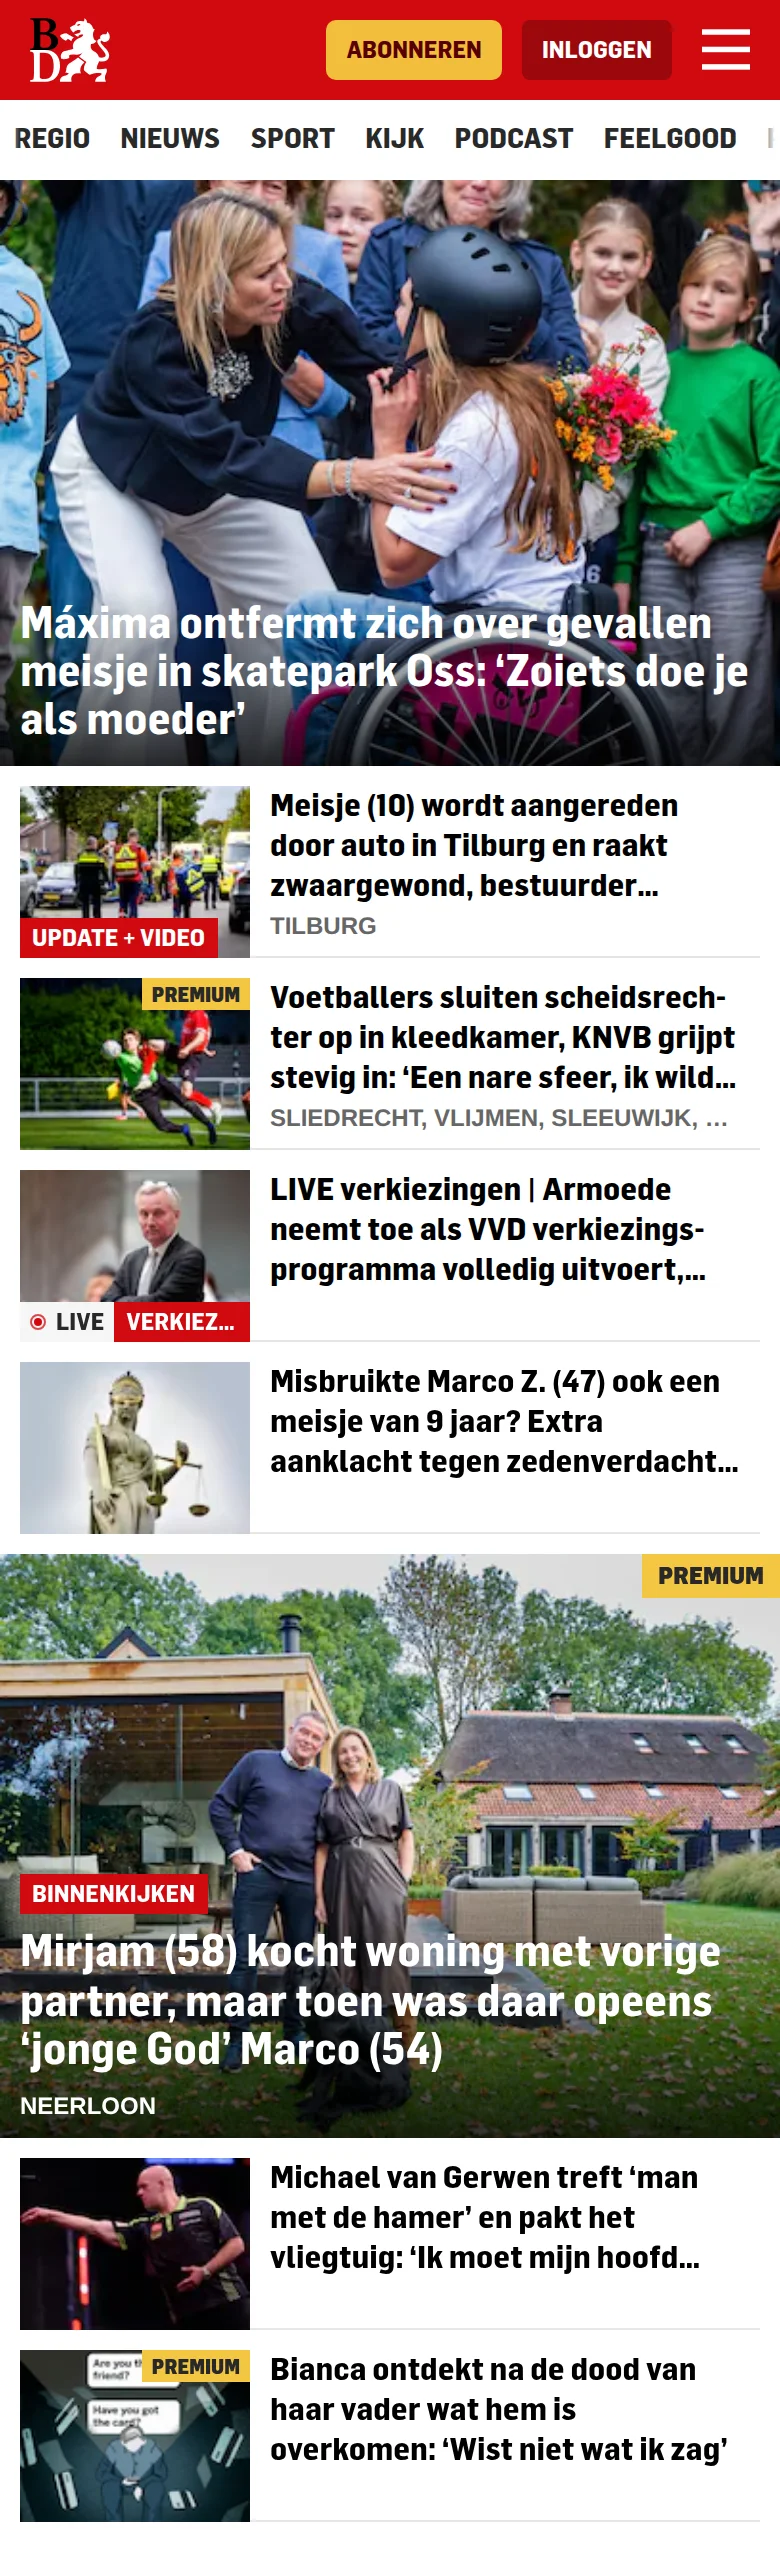 B
D
ABONNEREN
INLOGGEN
REGIO NIEUWS SPORT KIJK PODCAST FEELGOOD
Máxima ontfermt zich over gevallen
meisje in skatepark Oss: ‘Zoiets doe je
als moeder’
Meisje (10) wordt aangereden
door auto in Tilburg en raakt
zwaargewond, bestuurder...
TILBURG
UPDATE + VIDEO
PREMIUM
Voetballers sluiten scheidsrech-
ter op in kleedkamer, KNVB grijpt
stevig in: ‘Een nare sfeer, ik wild...
SLIEDRECHT, VLIJMEN, SLEEUWIJK, ...
LIVE verkiezingen | Armoede
neemt toe als VVD verkiezings-
programma volledig uitvoert,...
LIVE VERKIEZ...
Misbruikte Marco Z. (47) ook een
meisje van 9 jaar? Extra
aanklacht tegen zedenverdacht...
PREMIUM
BINNENKIJKEN
Mirjam (58) kocht woning met vorige
partner, maar toen was daar opeens
‘jonge God’ Marco (54)
NEERLOON
Michael van Gerwen treft ‘man
met de hamer’ en pakt het
vliegtuig: ‘Ik moet mijn hoofd...
Are you
friend?
PREMIUM
Have you got
the card?
Bianca ontdekt na de dood van
haar vader wat hem is
overkomen: ‘Wist niet wat ik zag’